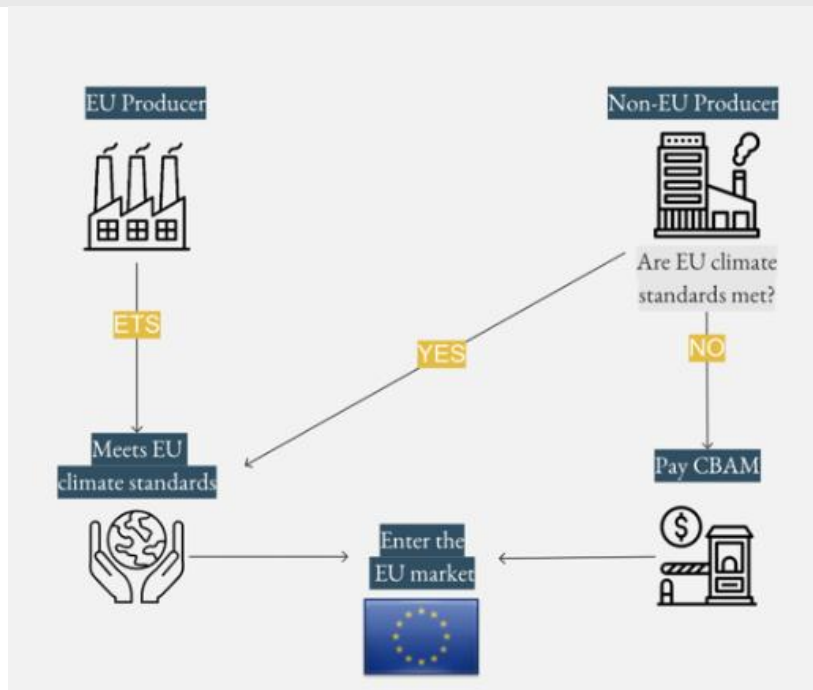 EU Producer
Non-EU Producer
Are EU climate
standards met?
ETS
YES
NO
Meets EU
climate standards
Pay CBAM
$
Enter the
EU market